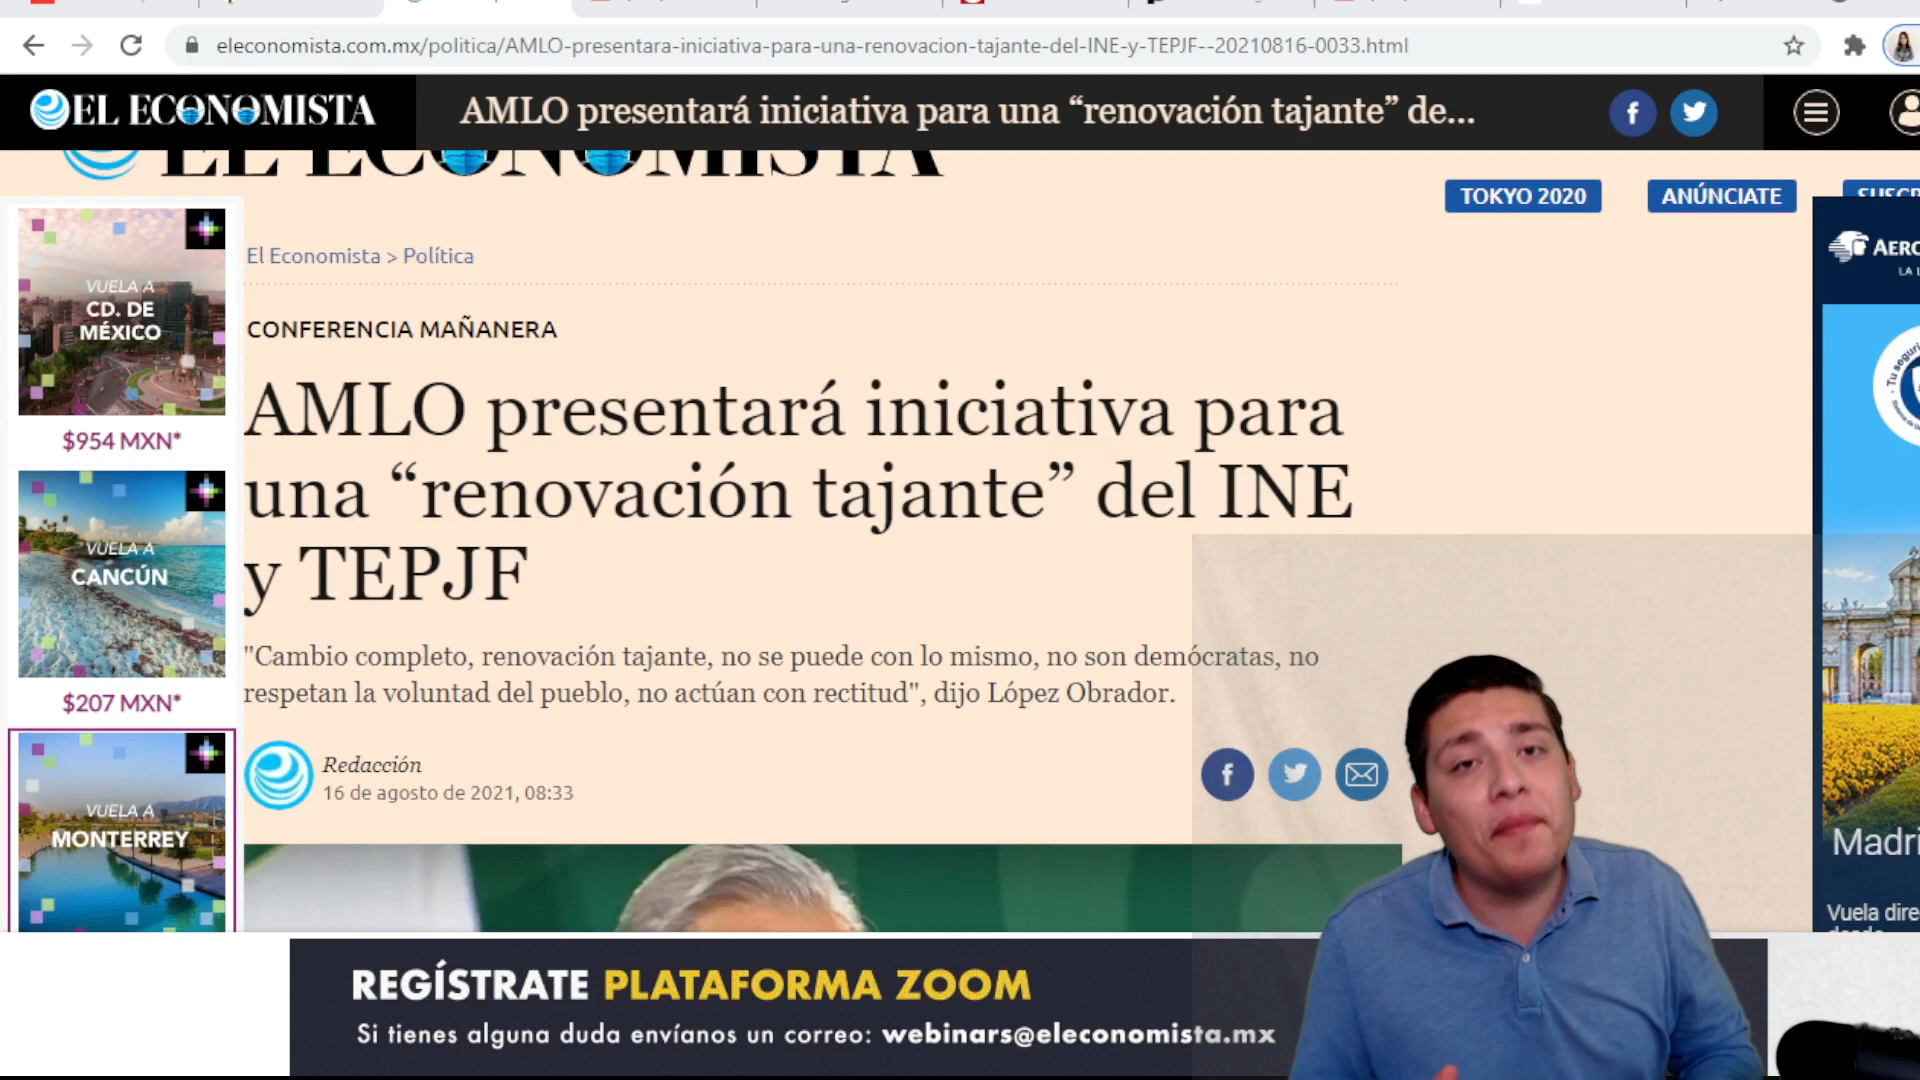 eleconomista.com.mx/politica/AMLO-presentara-iniciativa-para-una-renovacion-tajante-del-INE-y-TEPJF--20210816-0033.html
EL ECONOMISTA
AMLO presentará iniciativa para una “renovación tajante” de...
EL ECONOMISTA
TOKYO 2020
ANÚNCIATE
El Economista > Política
CONFERENCIA MAÑANERA
AMLO presentará iniciativa para
una “renovación tajante” del INE
y TEPJF
"Cambio completo, renovación tajante, no se puede con lo mismo, no son demócratas, no
respetan la voluntad del pueblo, no actúan con rectitud", dijo López Obrador.
Redacción
16 de agosto de 2021, 08:33
VUELA A
CD. DE
MÉXICO
$954 MXN*
VUELA A
CANCÚN
$207 MXN*
VUELA A
MONTERREY
Vuela
REGÍSTRATE PLATAFORMA ZOOM
Si tienes alguna duda envíanos un correo: webinars@eleconomista.mx